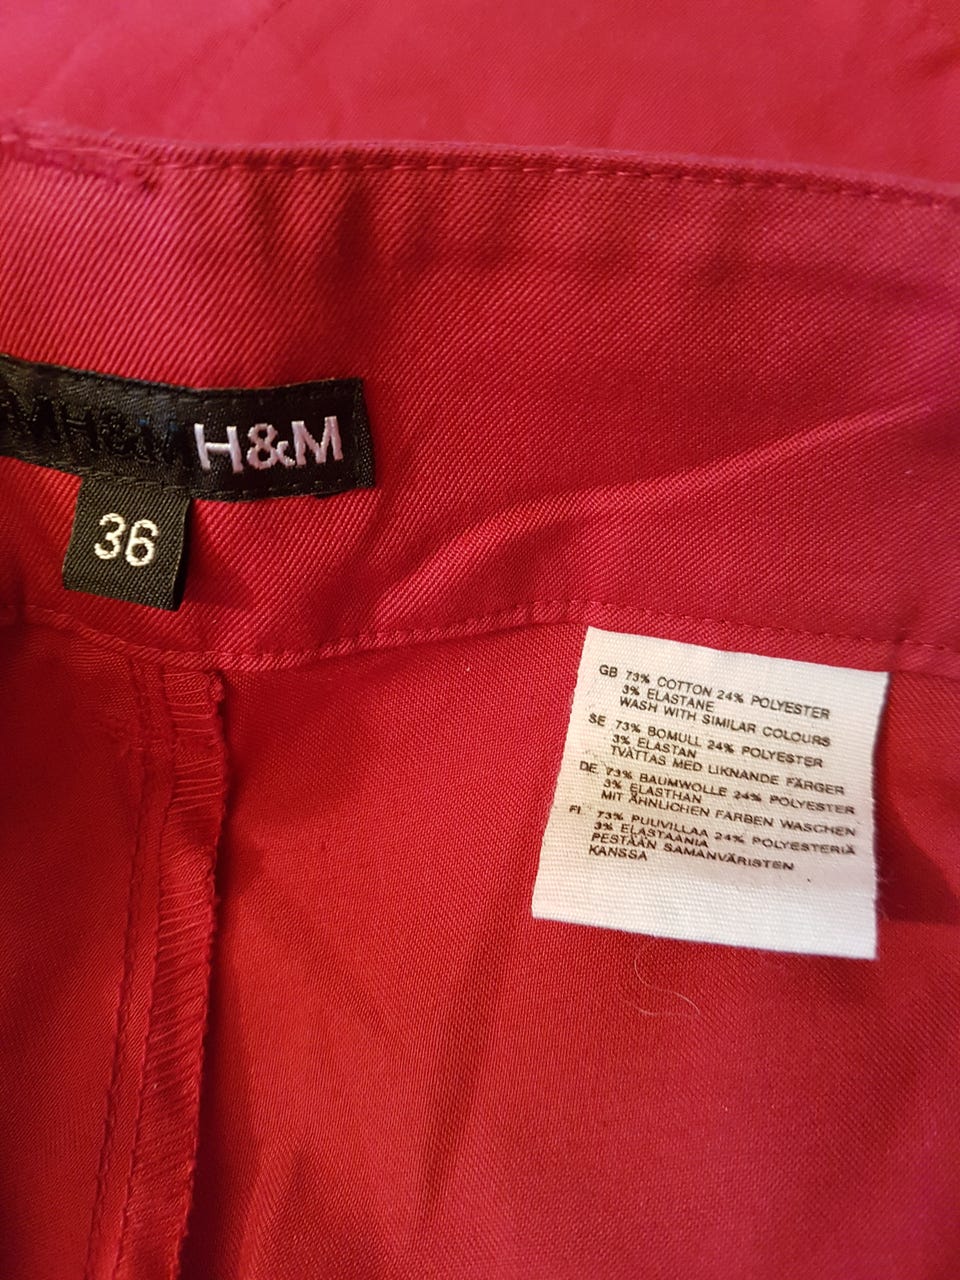 H&M H&M
36
GB 73% COTTON 24% POLYESTER
3% ELASTANE
WASH WITH SIMILAR COLOURS
SE 73% BOMULL 24% POLYESTER
3% ELASTAN
TVÄTTAS MED LIKNANDE FÄRGER
DE 73% BAUMWOLLE 24% POLYESTER
3% ELASTHAN
MIT ÄHNLICHEN FARBEN WASCHEN
FI 73% PUUVILLAA 24% POLYESTERIÄ
3% ELASTAANIA
PESTÄÄN SAMANVÄRISTEN
KANSSA